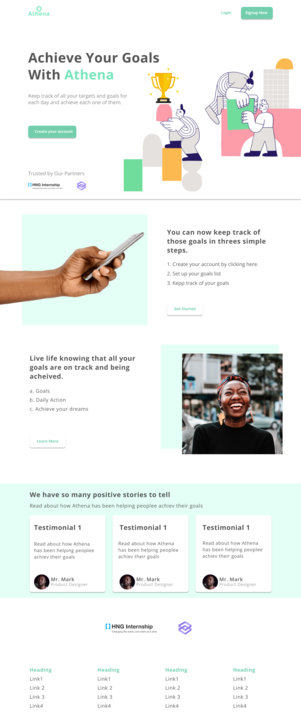 Athena
Login
Signup Now
Achieve Your Goals
With Athena
Keep track of all your targets and goals for
each day and achieve each one of them.
Create your account
Trusted by Our Partners
HNG Internship
You can now keep track of
those goals in threes simple
steps.
1. Create your account by clicking here.
2. Set up your goals list
3. Kepp track of your goals
Get Started
Live life knowing that all your
goals are on track and being
acheived.
a. Goals
b. Daily Action
c. Achieve your dreams
Learn More
We have so many positive stories to tell
Read about how Athena has been helping peoplee achiev their goals
Testimonial 1
Read about how Athena
has been helping peoplee
achiev their goals
Mr. Mark
Product Designer
Testimonial 1
Read about how Athena
has been helping peoplee
achiev their goals
Mr. Mark
Product Designer
Testimonial 1
Read about how Athena
has been helping peoplee
achiev their goals
Mr. Mark
Product Designer
HNG Internship
Heading
Link1
Link 2
Link 3
Link4
Heading
Link1
Link 2
Link 3
Link4
Heading
Link1
Link 2
Link 3
Link4
Heading
Link1
Link 2
Link 3
Link4